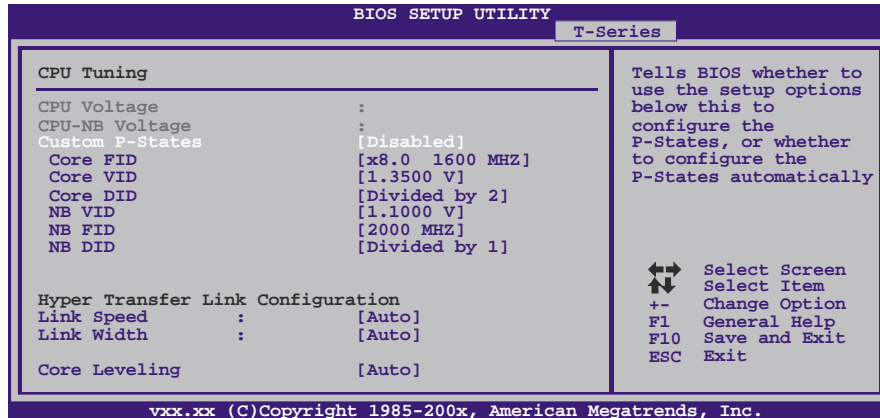 BIOS SETUP UTILITY
T-Series
CPU Tuning
CPU Voltage :
CPU-NB Voltage :
Custom P-States [Disabled]
Core FID [x8.0 1600 MHZ]
Core VID [1.3500 V]
Core DID [Divided by 2]
NB VID [1.1000 V]
NB FID [2000 MHZ]
NB DID [Divided by 1]
Hyper Transfer Link Configuration
Link Speed : [Auto]
Link Width : [Auto]
Core Leveling [Auto]
Tells BIOS whether to
use the setup options
below this to
configure the
P-States, or whether
to configure the
P-States automatically
Select Screen
Select Item
+- Change Option
F1 General Help
F10 Save and Exit
ESC Exit
vxx.xx (C)Copyright 1985-200x, American Megatrends, Inc.